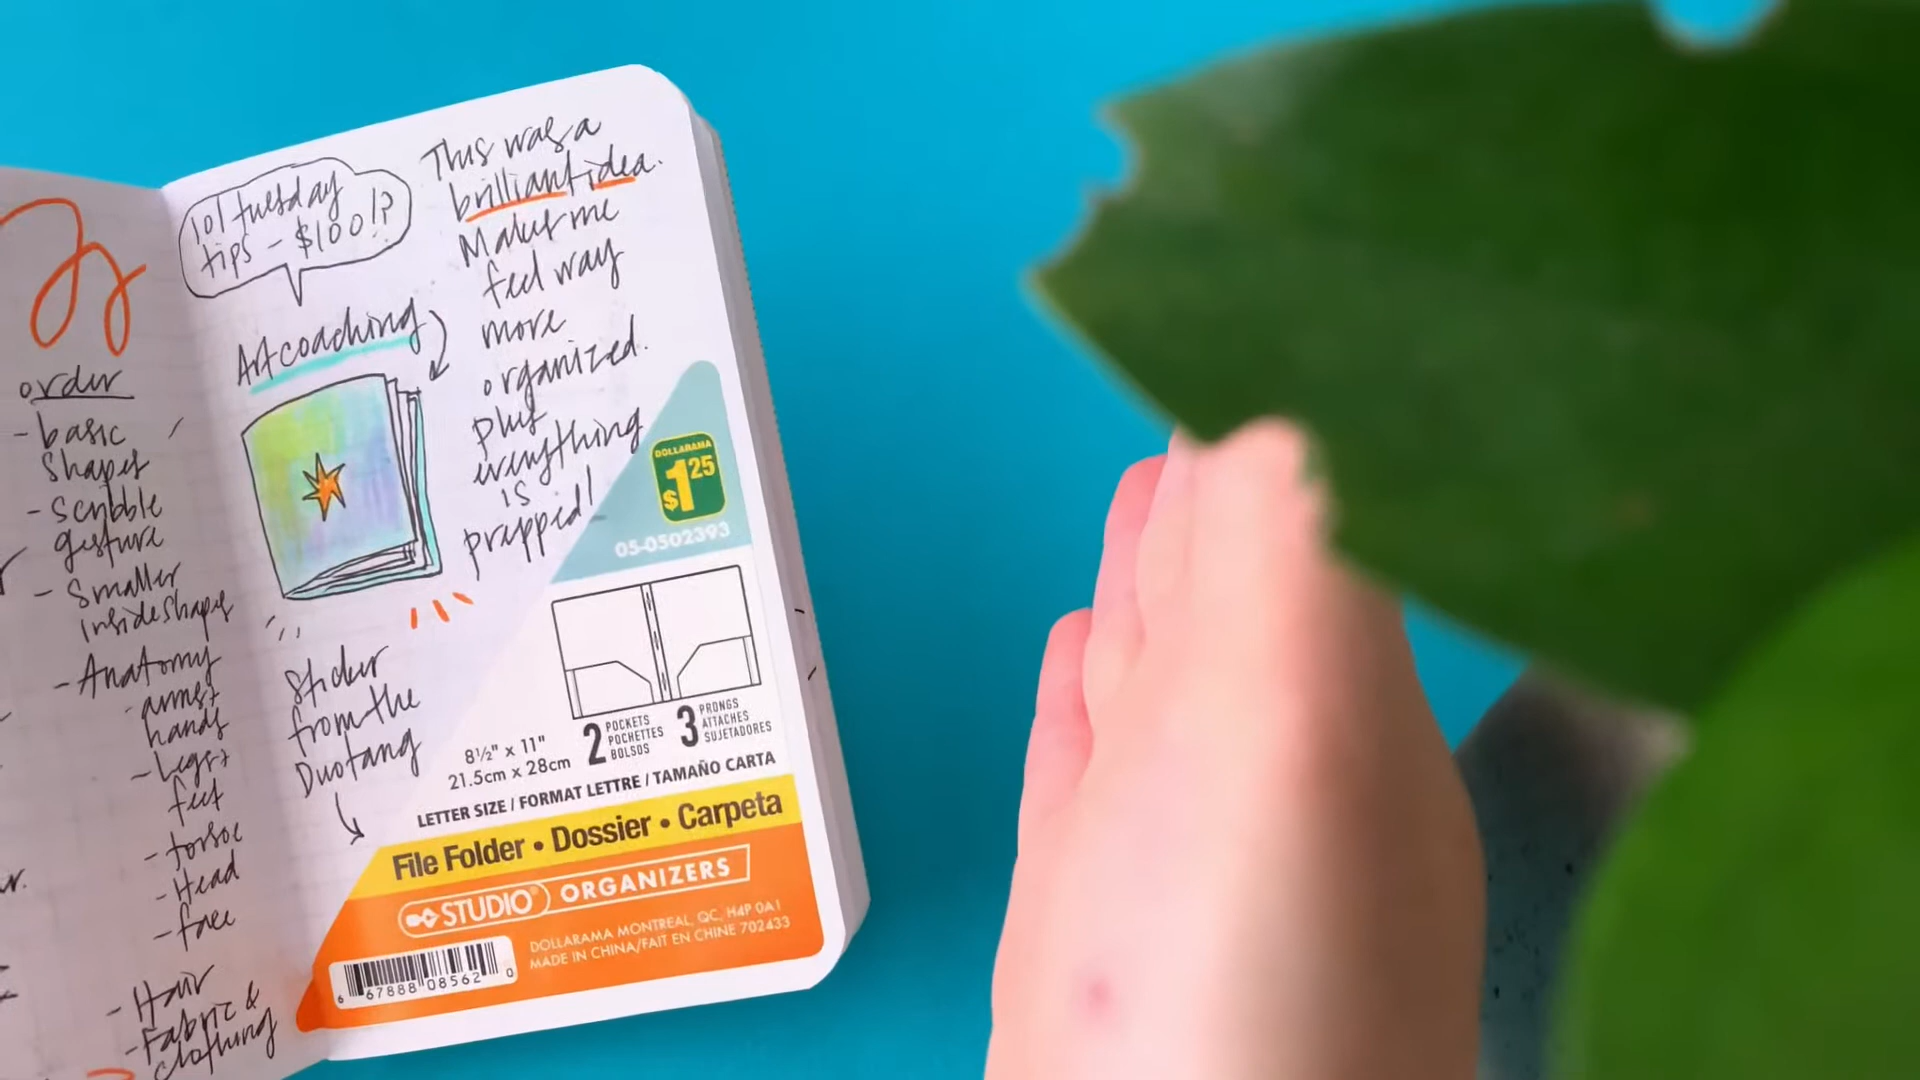 order
- basic
shapes
- scribble
gesture
- smaller
inside shapes
- Anatomy
- arms +
hands
- Legs +
feet
- torso
- Head
- face
- Hair
- Fabric &
clothing
101 tuesday
tips - $100!?
Art coaching
This was a
brilliant idea.
Makes me
feel way
more
organized.
plus
everything
is
prepped!
DOLLARAMA
$1 25
05-0502393
Sticker
from the
Duotang
2 POCKETS
POCHETTES
BOLSOS
3 PRONGS
ATTACHES
SUJETADORES
8½" x 11"
21.5cm x 28cm
LETTER SIZE / FORMAT LETTRE / TAMAÑO CARTA
File Folder • Dossier • Carpeta
STUDIO® ORGANIZERS
DOLLARAMA MONTREAL, QC, H4P 0A1
MADE IN CHINA/FAIT EN CHINE 702433
6 67888 08562 0